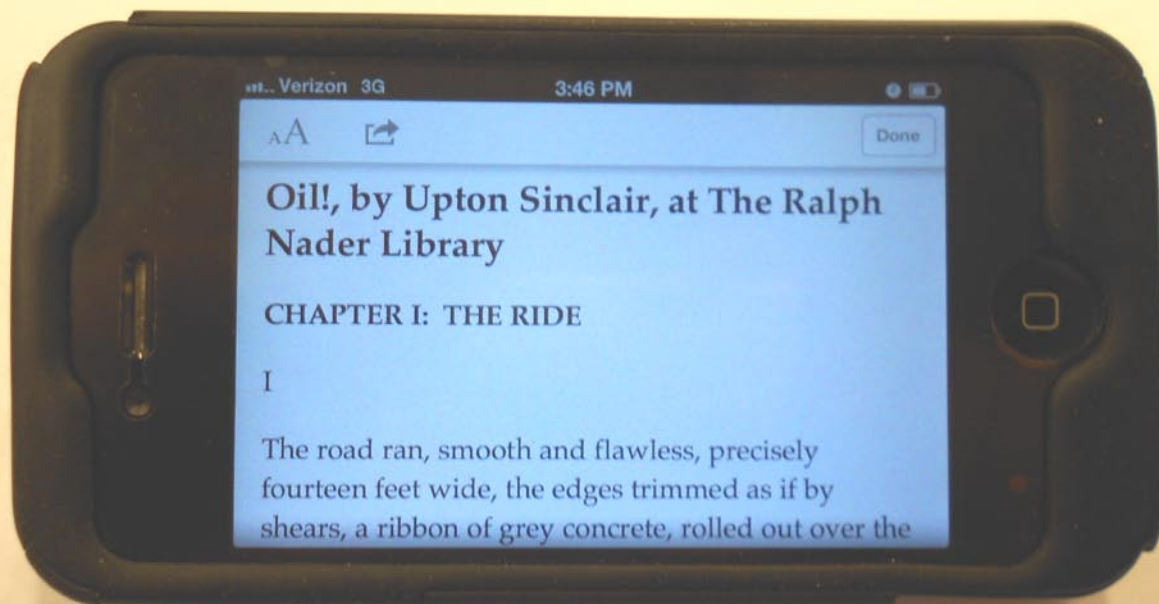 Verizon 3G 3:46 PM
AA Done
Oil!, by Upton Sinclair, at The Ralph
Nader Library
CHAPTER I: THE RIDE
I
The road ran, smooth and flawless, precisely
fourteen feet wide, the edges trimmed as if by
shears, a ribbon of grey concrete, rolled out over the